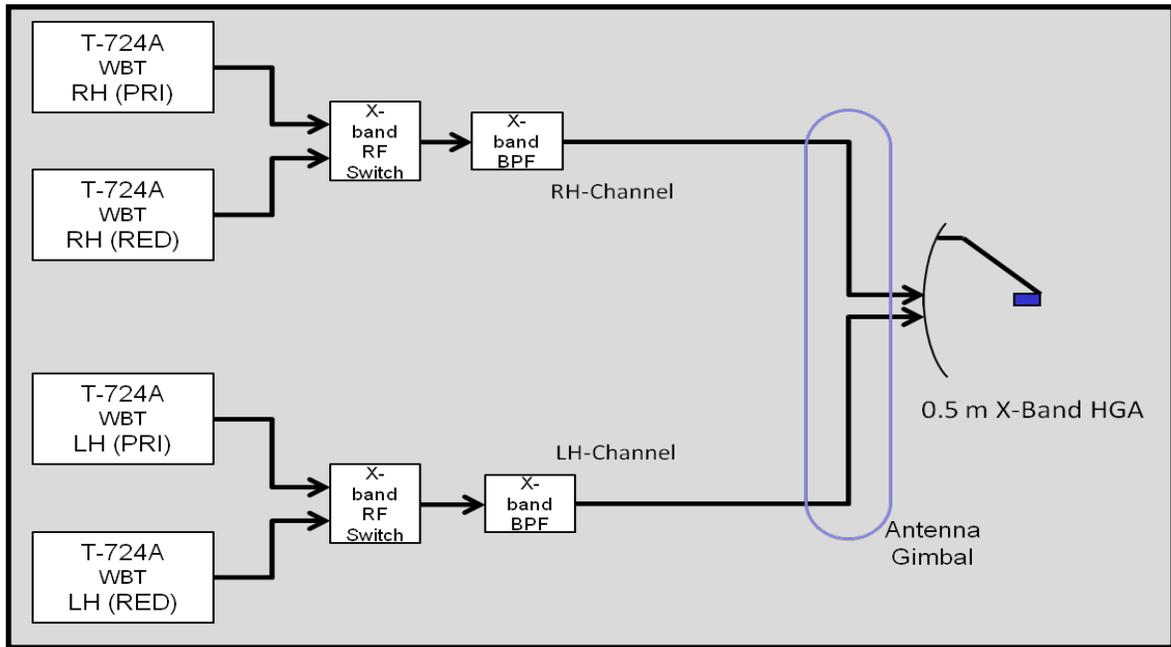 T-724A
WBT
RH (PRI)
X-
band
RF
Switch
X-
band
BPF
T-724A
WBT
RH (RED)
RH-Channel
T-724A
WBT
LH (PRI)
0.5 m X-Band HGA
LH-Channel
X-
band
RF
Switch
X-
band
BPF
T-724A
WBT
LH (RED)
Antenna
Gimbal